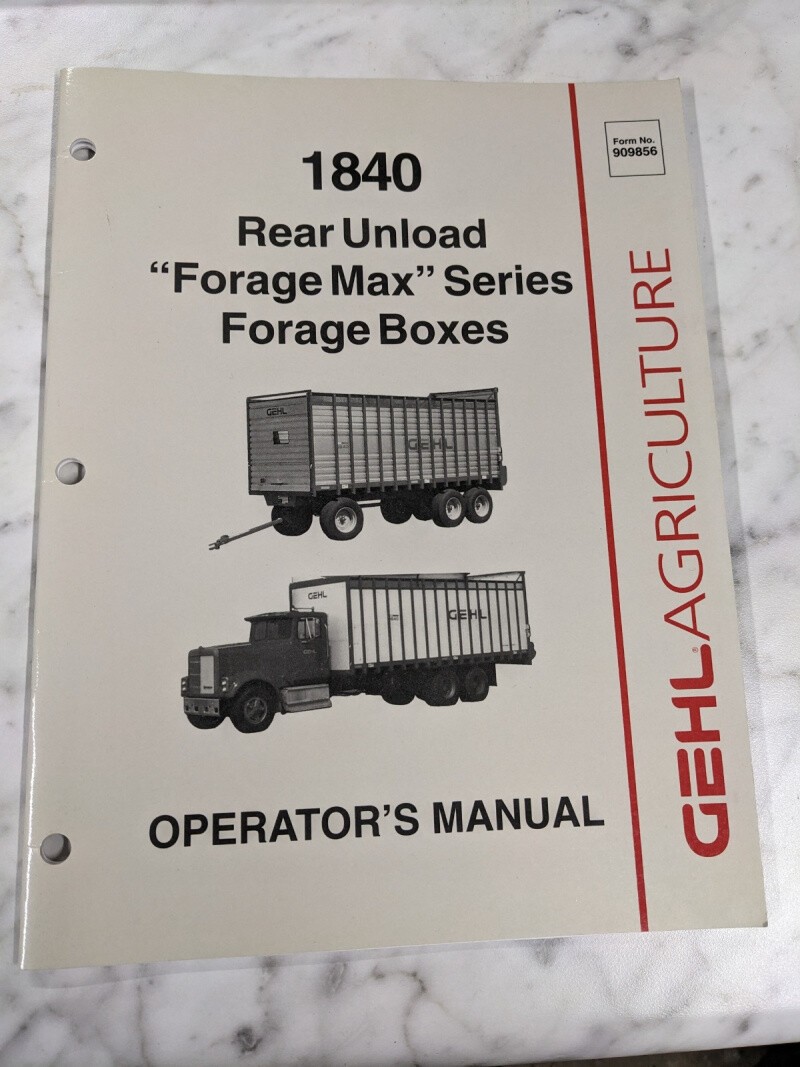 1840
Rear Unload
“Forage Max” Series
Forage Boxes
Form No.
909856
GEHL
GEHL
GEHL
GEHL
OPERATOR’S MANUAL
GEHL®AGRICULTURE